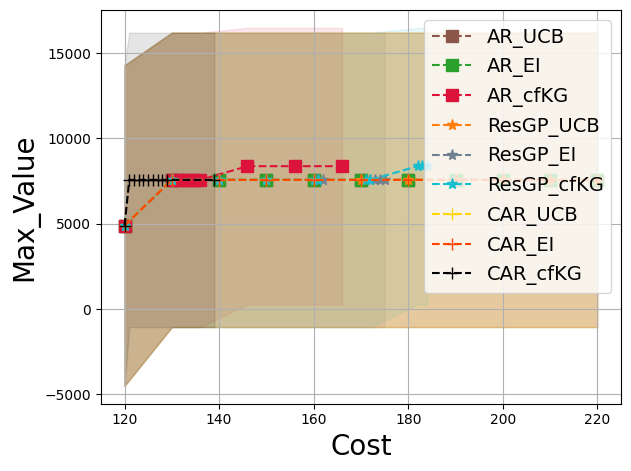 15000
10000
5000
0
−5000
Max_Value
120
140
160
180
200
220
Cost
AR_UCB
AR_EI
AR_cfKG
ResGP_UCB
ResGP_EI
ResGP_cfKG
CAR_UCB
CAR_EI
CAR_cfKG